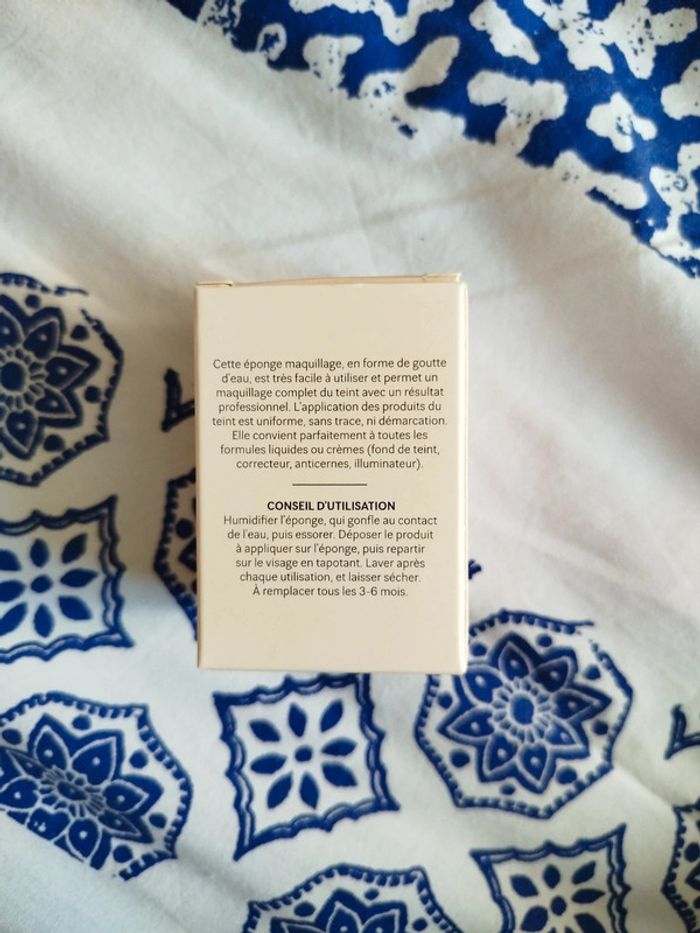 Cette éponge maquillage, en forme de goutte
d'eau, est très facile à utiliser et permet un
maquillage complet du teint avec un résultat
professionnel. L'application des produits du
teint est uniforme, sans trace, ni démarcation.
Elle convient parfaitement à toutes les
formules liquides ou crèmes (fond de teint,
correcteur, anticernes, illuminateur).
CONSEIL D'UTILISATION
Humidifier l'éponge, qui gonfle au contact
de l'eau, puis essorer. Déposer le produit
à appliquer sur l'éponge, puis repartir
sur le visage en tapotant. Laver après
chaque utilisation, et laisser sécher.
À remplacer tous les 3-6 mois.